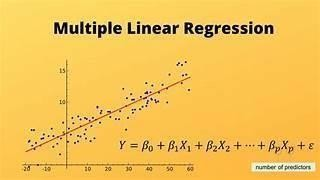 Multiple Linear Regression
15
10
5
-20 -10 10 20 30 40 50 60
Y = β₀ + β₁X₁ + β₂X₂ + ⋯ + βₚXₚ + ε
number of predictors